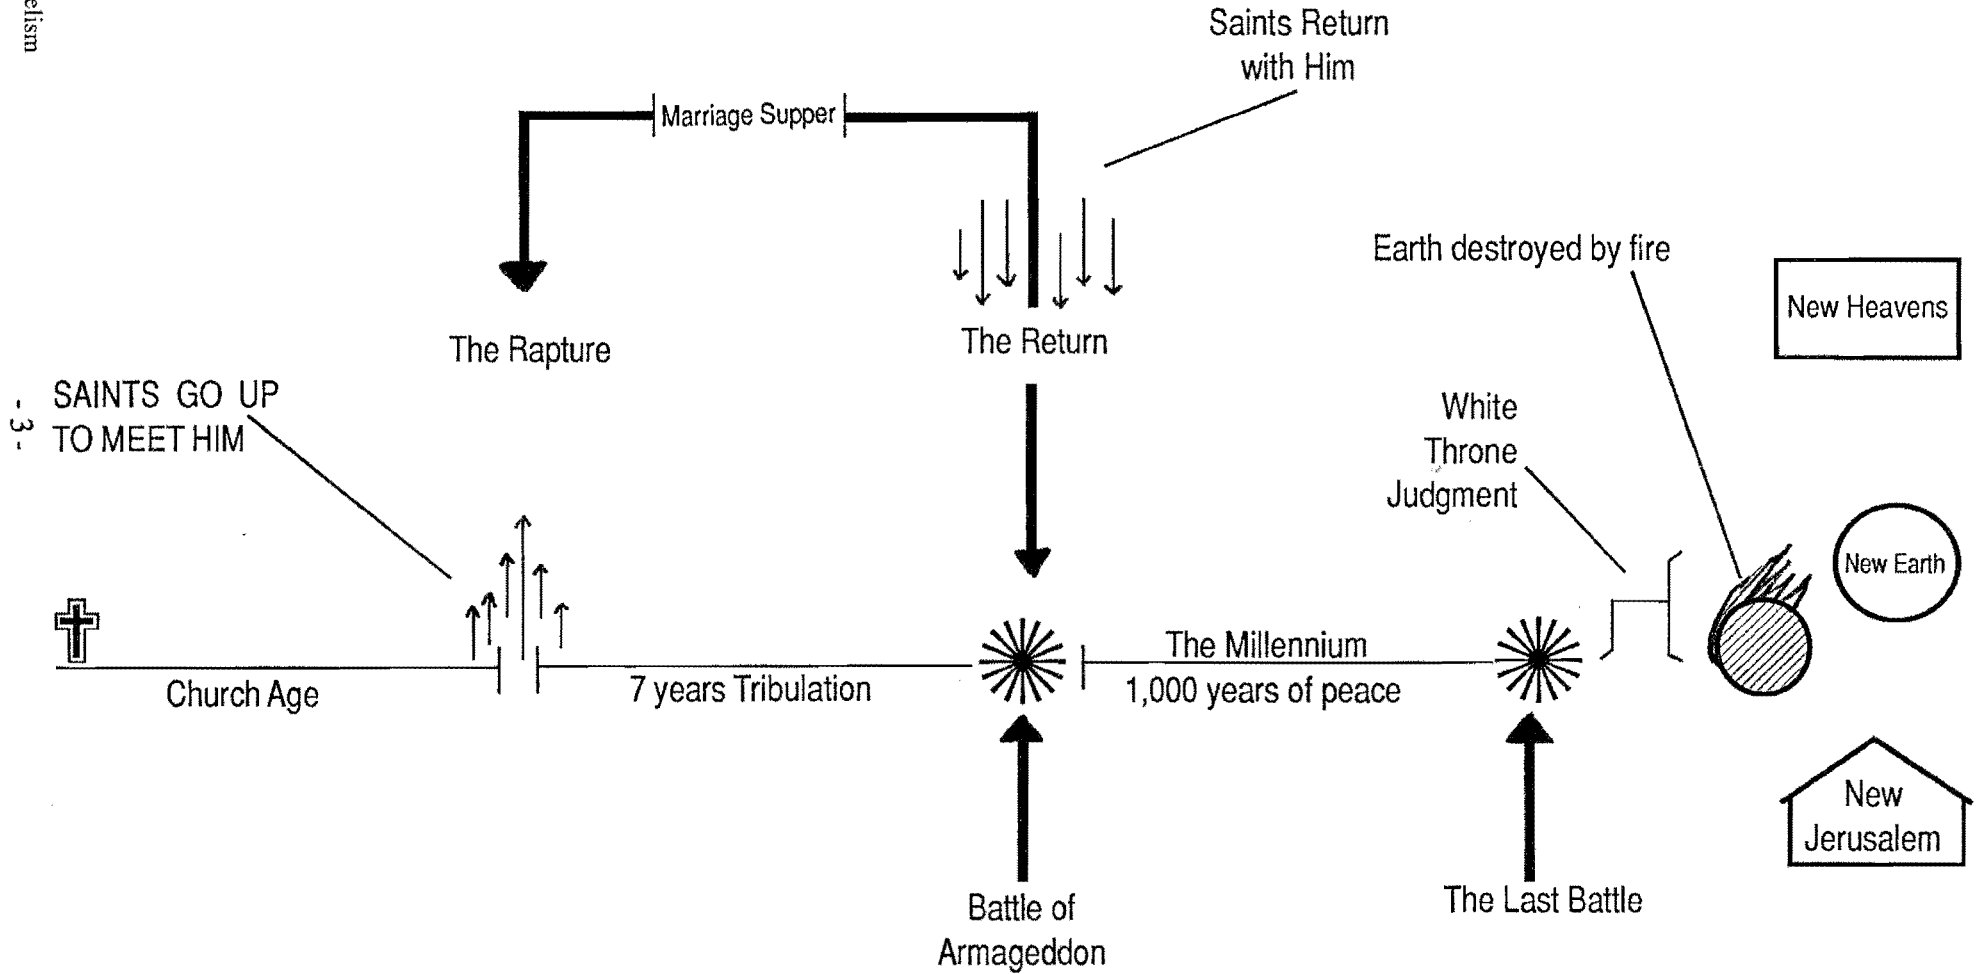 elism
Saints Return
with Him
Marriage Supper
Earth destroyed by fire
New Heavens
The Rapture
The Return
SAINTS GO UP
TO MEET HIM
- 3 -
White
Throne
Judgment
New Earth
The Millennium
Church Age
7 years Tribulation
1,000 years of peace
New
Jerusalem
Battle of
Armageddon
The Last Battle